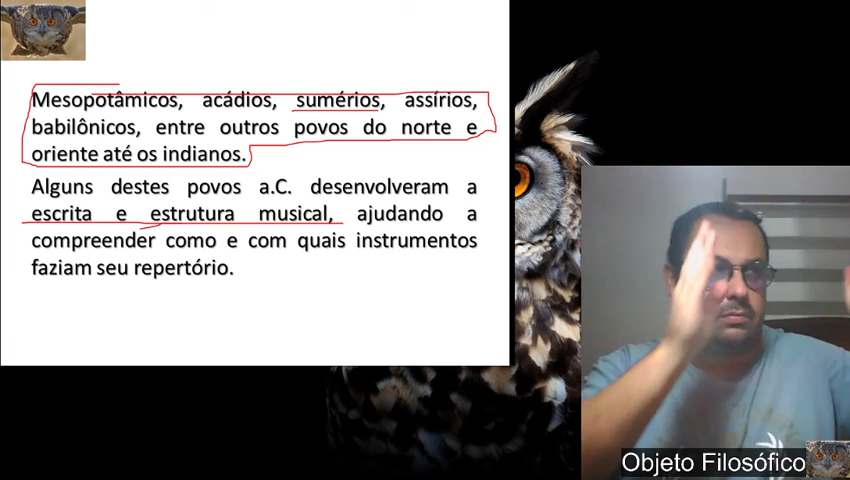 Mesopotâmicos, acádios, sumérios, assírios,
babilônicos, entre outros povos do norte e
oriente até os indianos.
Alguns destes povos a.C. desenvolveram a
escrita e estrutura musical, ajudando a
compreender como e com quais instrumentos
faziam seu repertório.
Objeto Filosófico